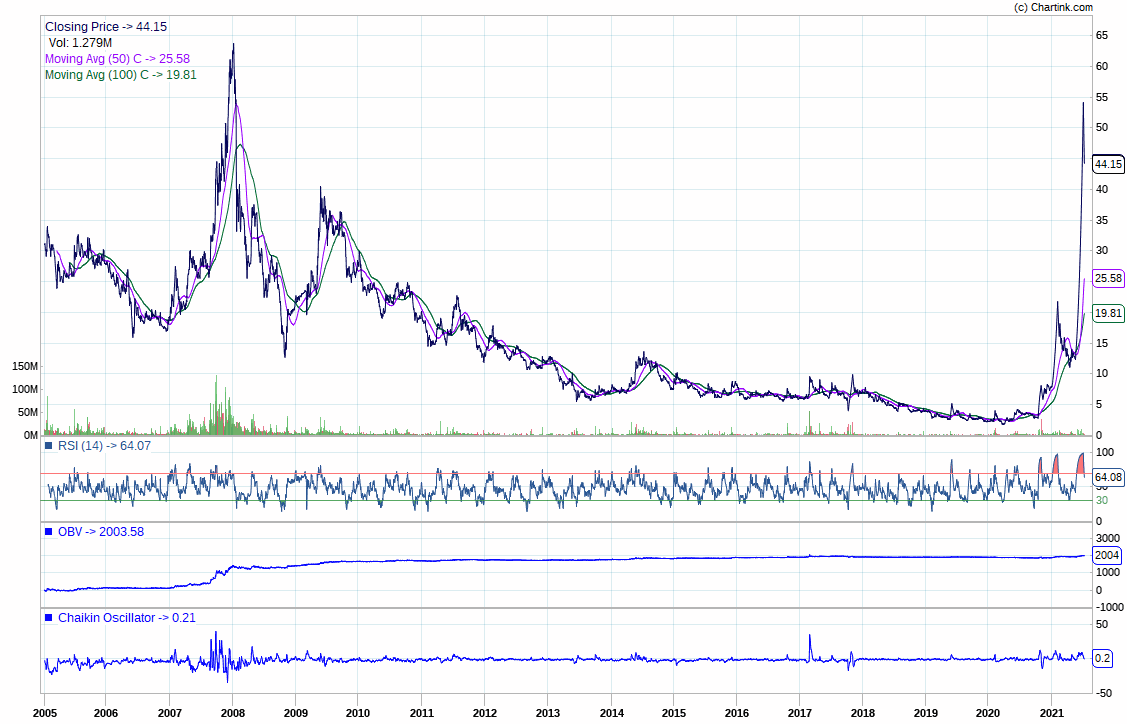 (c) Chartink.com
Closing Price -> 44.15
Vol: 1.279M
Moving Avg (50) C -> 25.58
Moving Avg (100) C -> 19.81
65
60
55
50
44.15
40
35
30
25.58
19.81
15
10
5
0
150M
100M
50M
0M
RSI (14) -> 64.07
100
64.08
30
0
OBV -> 2003.58
3000
2004
1000
0
-1000
Chaikin Oscillator -> 0.21
50
0.2
-50
2005 2006 2007 2008 2009 2010 2011 2012 2013 2014 2015 2016 2017 2018 2019 2020 2021